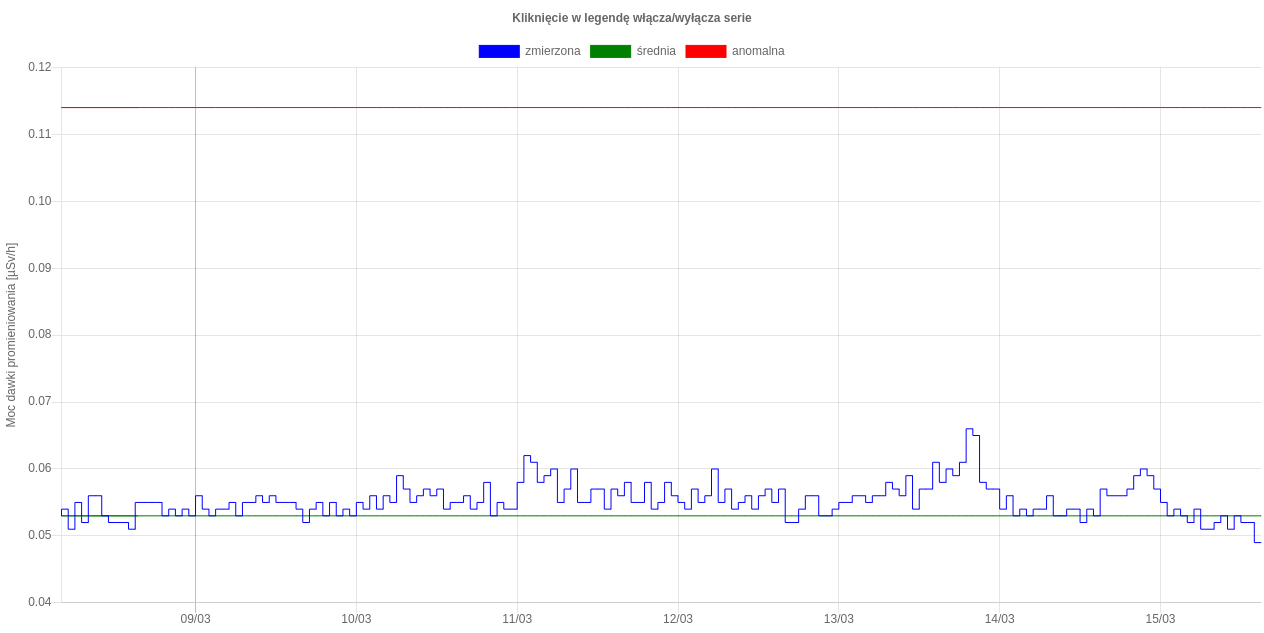 Kliknięcie w legendę włącza/wyłącza serie
zmierzona średnia anomalna
Moc dawki promieniowania [µSv/h]
0.12
0.11
0.10
0.09
0.08
0.07
0.06
0.05
0.04
09/03 10/03 11/03 12/03 13/03 14/03 15/03